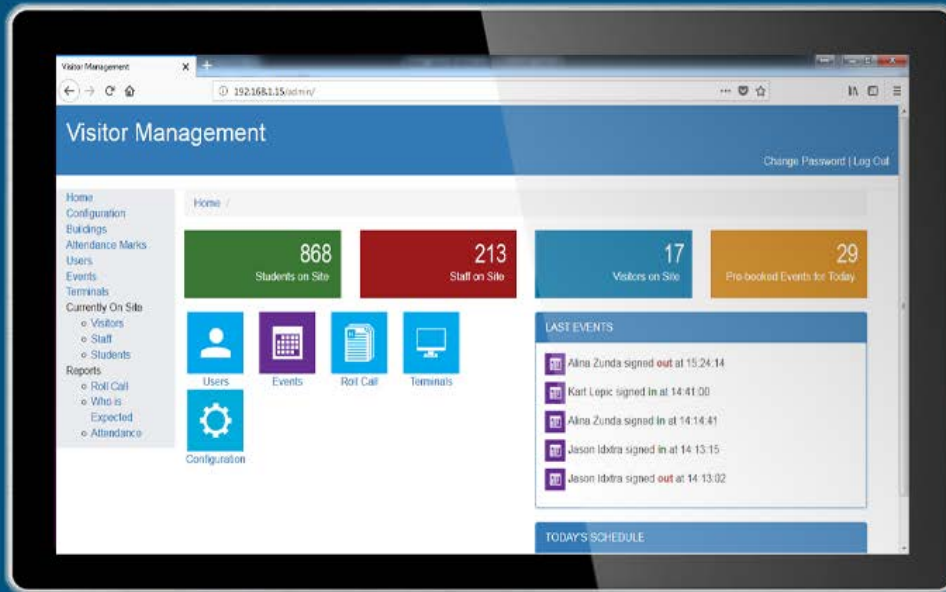 Visitor Management
192.168.1.15/admin/
Visitor Management
Change Password | Log Out
Home
Configuration
Buildings
Attendance Marks
Users
Events
Terminals
Currently On Site
Visitors
Staff
Students
Reports
Roll Call
Who is
Expected
Attendance
Home /
868
Students on Site
213
Staff on Site
17
Visitors on Site
29
Pre-booked Events for Today
Users
Events
Roll Call
Terminals
Configuration
LAST EVENTS
Alina Zunda signed out at 15:24:14
Karl Lepic signed in at 14:41:00
Alina Zunda signed in at 14:14:41
Jason Idxtra signed in at 14:13:15
Jason Idxtra signed out at 14:13:02
TODAY'S SCHEDULE